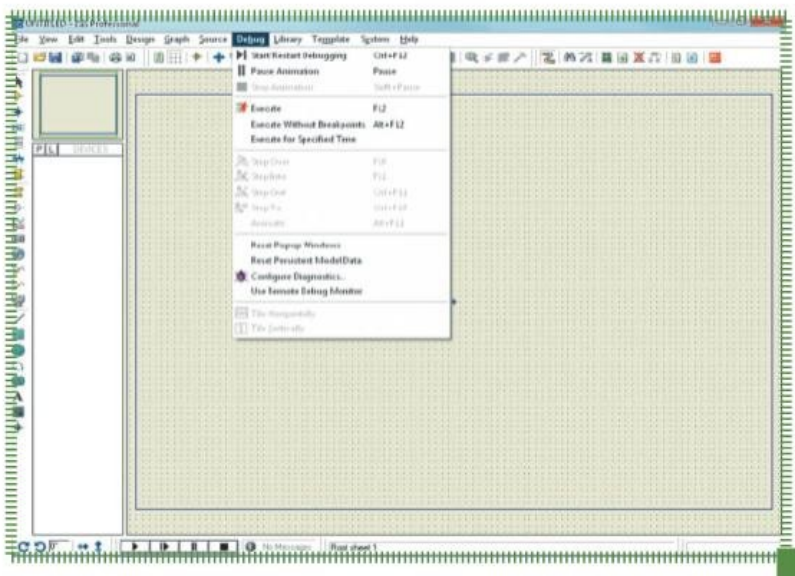 UNTITLED - ISIS Professional
File View Edit Tools Design Graph Source Debug Library Template System Help
Start/Restart Debugging Ctrl+F12
Pause Animation Pause
Stop Animation Shift+Pause
Execute F12
Execute Without Breakpoints Alt+F12
Execute for Specified Time
Step Over F10
Step Into F11
Step Out Ctrl+F11
Step To Ctrl+F10
Animate Alt+F11
Reset Popup Windows
Reset Persistent Model Data
Configure Diagnostics..
Use Remote Debug Monitor
Tile Horizontally
Tile Vertically
P L DEVICES
No Messages Root sheet 1